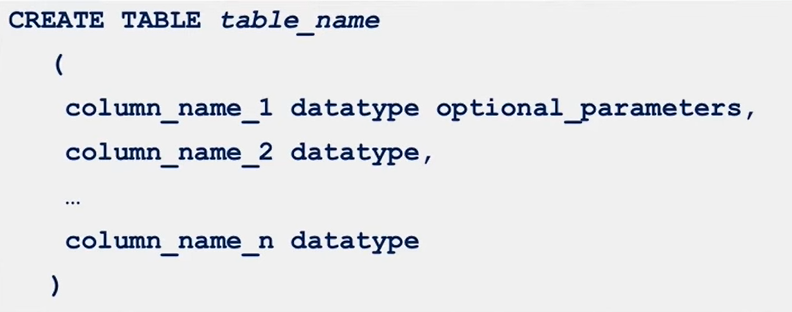 CREATE TABLE table_name
(
column_name_1 datatype optional_parameters,
column_name_2 datatype,
…
column_name_n datatype
)